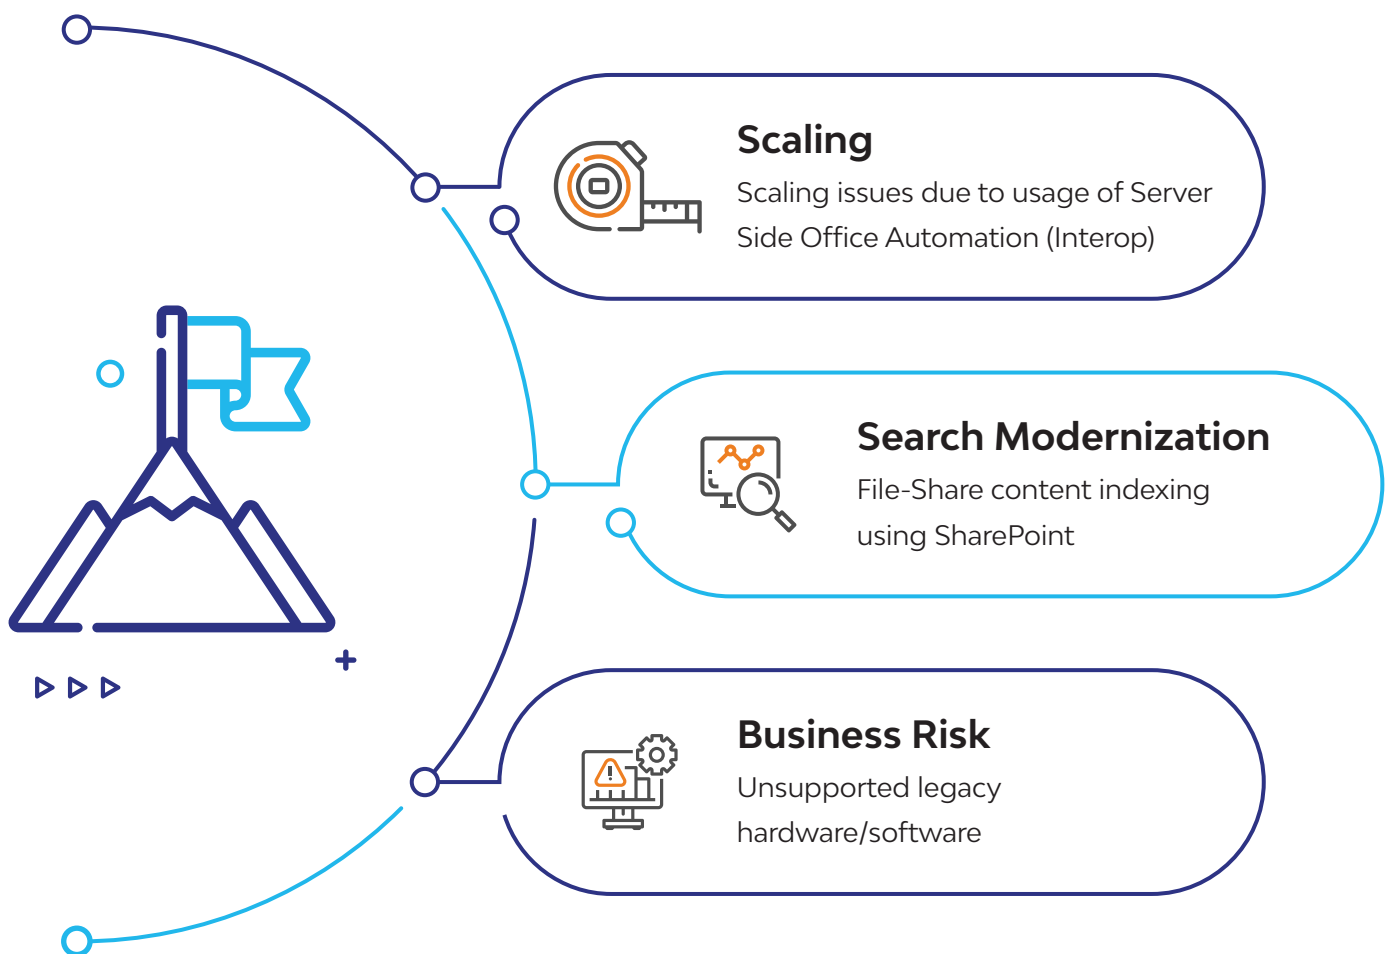 Scaling
Scaling issues due to usage of Server
Side Office Automation (Interop)
Search Modernization
File-Share content indexing
using SharePoint
Business Risk
Unsupported legacy
hardware/software